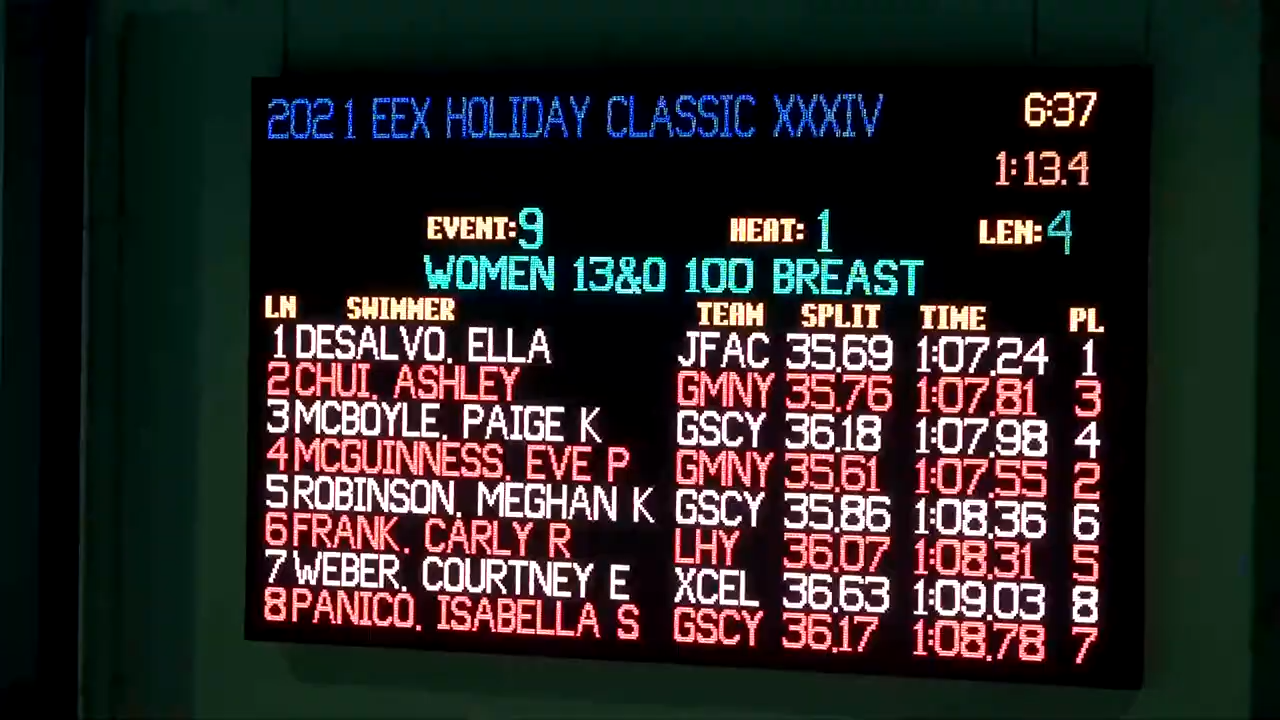 2021 EEX HOLIDAY CLASSIC XXXIV 6:37
1:13.4
EVENT:9 HEAT: 1 LEN:4
WOMEN 13&O 100 BREAST
LN SWIMMER TEAM SPLIT TIME PL
1 DESALVO, ELLA JFAC 35.69 1:07.24 1
2 CHUI, ASHLEY GMNY 35.76 1:07.81 3
3 MCBOYLE, PAIGE K GSCY 36.18 1:07.98 4
4 MCGUINNESS, EVE P GMNY 35.61 1:07.55 2
5 ROBINSON, MEGHAN K GSCY 35.86 1:08.36 6
6 FRANK, CARLY R LHY 36.07 1:08.31 5
7 WEBER, COURTNEY E XCEL 36.63 1:09.03 8
8 PANICO, ISABELLA S GSCY 36.17 1:08.78 7